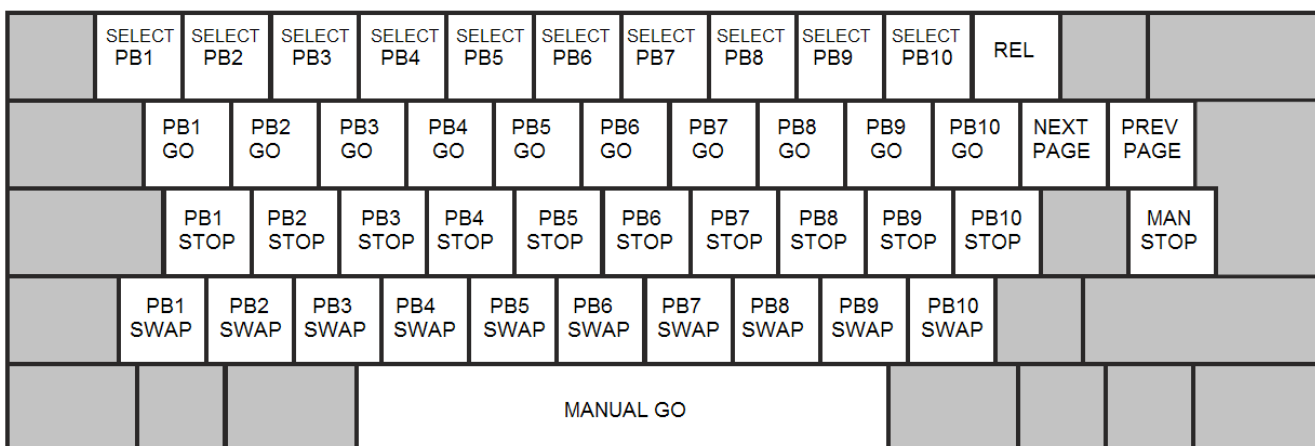 SELECT PB1 SELECT PB2 SELECT PB3 SELECT PB4 SELECT PB5 SELECT PB6 SELECT PB7 SELECT PB8 SELECT PB9 SELECT PB10 REL
PB1 GO PB2 GO PB3 GO PB4 GO PB5 GO PB6 GO PB7 GO PB8 GO PB9 GO PB10 GO NEXT PAGE PREV PAGE
PB1 STOP PB2 STOP PB3 STOP PB4 STOP PB5 STOP PB6 STOP PB7 STOP PB8 STOP PB9 STOP PB10 STOP MAN STOP
PB1 SWAP PB2 SWAP PB3 SWAP PB4 SWAP PB5 SWAP PB6 SWAP PB7 SWAP PB8 SWAP PB9 SWAP PB10 SWAP
MANUAL GO